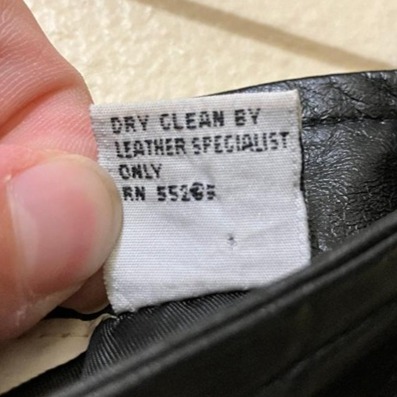 DRY CLEAN BY
LEATHER SPECIALIST
ONLY
RN